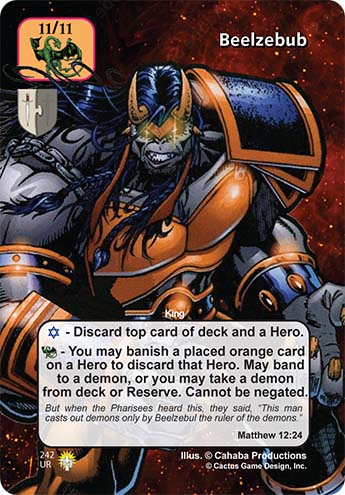 11/11
Beelzebub
King
- Discard top card of deck and a Hero.
- You may banish a placed orange card
on a Hero to discard that Hero. May band
to a demon, or you may take a demon
from deck or Reserve. Cannot be negated.
But when the Pharisees heard this, they said, “This man
casts out demons only by Beelzebul the ruler of the demons.”
Matthew 12:24
242
UR
Illus. © Cahaba Productions
© Cactus Game Design, Inc.